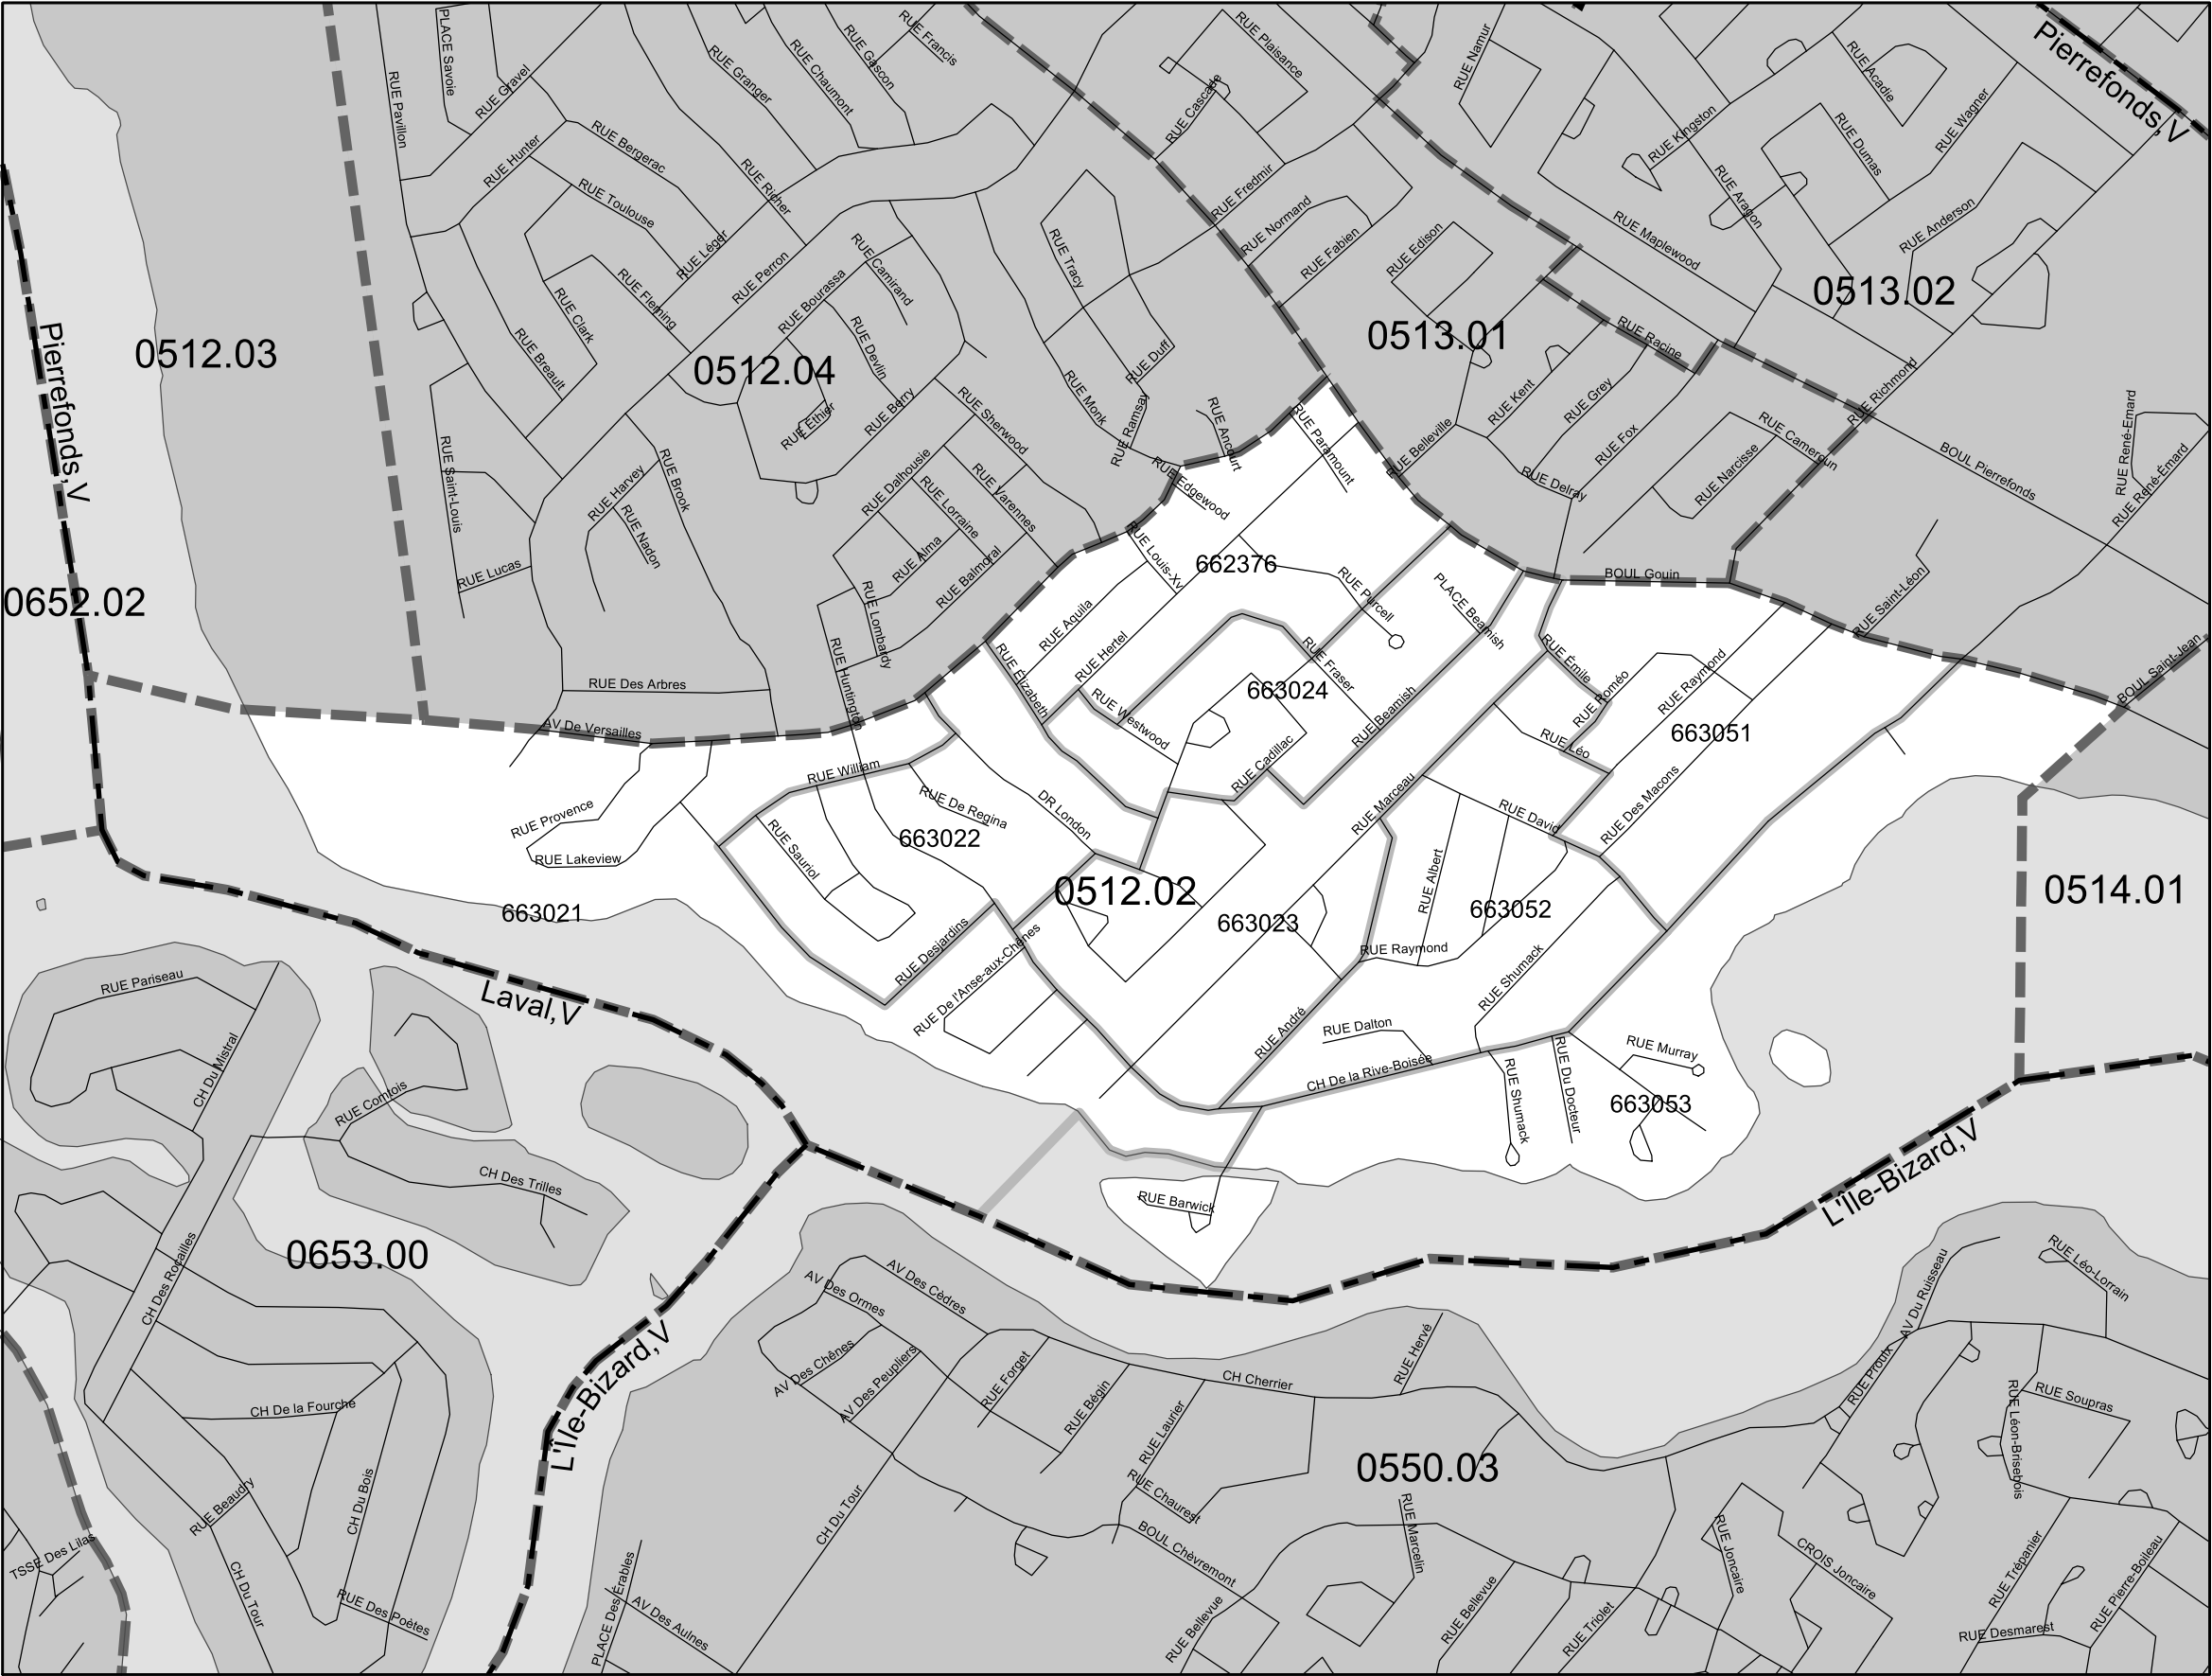 PLACE Savoie
RUE Gravel
RUE Pavillon
RUE Granger
RUE Chaumont
RUE Gascon
RUE Francis
RUE Plaisance
RUE Cascade
RUE Namur
RUE Acadie
RUE Kingston
RUE Dumas
RUE Wagner
Pierrefonds,V
RUE Hunter
RUE Bergerac
RUE Toulouse
RUE Richer
RUE Léger
RUE Perron
RUE Fredmir
RUE Normand
RUE Fabien
RUE Edison
RUE Maplewood
RUE Aragon
RUE Anderson
0513.02
RUE Fleming
RUE Clark
RUE Breault
RUE Bourassa
RUE Camirand
RUE Devlin
RUE Tracy
RUE Duff
RUE Monk
RUE Ramsay
RUE Ancourt
Pierrefonds,V
0512.03
0512.04
0513.01
RUE Racine
RUE Richmond
RUE Ethier
RUE Berry
RUE Sherwood
RUE Kent
RUE Grey
RUE Fox
RUE Belleville
RUE Delray
RUE Camergun
RUE Narcisse
BOUL Pierrefonds
RUE René-Emard
RUE René-Émard
RUE Saint-Louis
RUE Harvey
RUE Nadon
RUE Brook
RUE Dalhousie
RUE Lorraine
RUE Varennes
RUE Alma
RUE Balmoral
RUE Lucas
RUE Edgewood
RUE Paramount
RUE Louis-Xv
662376
RUE Purcell
PLACE Beamish
BOUL Gouin
RUE Saint-Léon
BOUL Saint-Jean
0652.02
RUE Lombardy
RUE Huntington
RUE Aquila
RUE Hertel
RUE Élizabeth
RUE Westwood
RUE Fraser
663024
RUE Beamish
RUE Cadillac
RUE Émile
RUE Roméo
RUE Raymond
RUE Léo
663051
RUE Des Arbres
AV De Versailles
RUE William
RUE Provence
RUE Lakeview
RUE De Regina
DR London
RUE Sauriol
663022
RUE Marceau
RUE David
RUE Des Macons
RUE Albert
663021
0512.02
663023
663052
0514.01
RUE Desjardins
RUE De l'Anse-aux-Chênes
RUE Raymond
RUE Shumack
RUE André
RUE Dalton
CH De la Rive-Boisée
RUE Shumack
RUE Du Docteur
RUE Murray
663053
RUE Pariseau
CH Du Mistral
Laval,V
RUE Comtois
CH Des Trilles
RUE Barwick
L'Île-Bizard,V
0653.00
CH Des Rocailles
L'Île-Bizard,V
AV Des Cèdres
AV Des Ormes
AV Des Chênes
AV Des Peupliers
RUE Forget
RUE Bégin
RUE Laurier
CH Cherrier
RUE Hervé
AV Du Ruisseau
RUE Léo-Lorrain
RUE Proulx
RUE Soupras
RUE Léon-Brisebois
CH De la Fourche
CH Du Bois
RUE Beaudry
CH Du Tour
RUE Des Poètes
TSSE Des Lilas
0550.03
RUE Chaurest
BOUL Chèvremont
CH Du Tour
PLACE Des Érables
AV Des Aulnes
RUE Marcelin
RUE Bellevue
RUE Bellevue
RUE Triolet
RUE Joncaire
CROIS Joncaire
RUE Trépanier
RUE Pierre-Boileau
RUE Desmarest